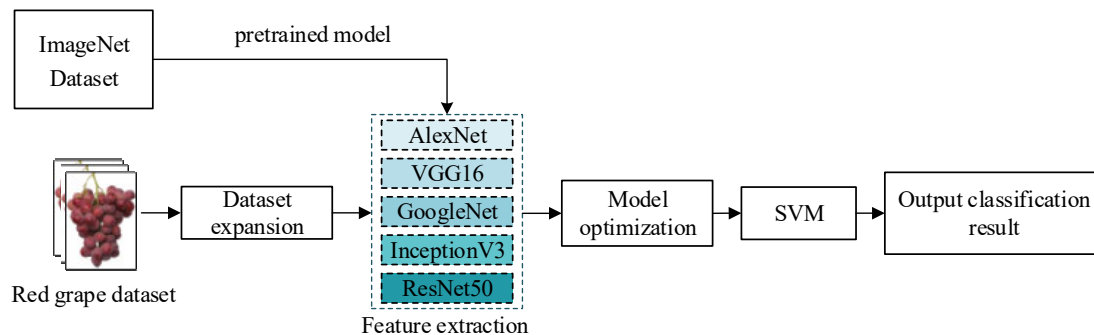 ImageNet
Dataset
pretrained model
AlexNet
VGG16
GoogleNet
InceptionV3
ResNet50
Feature extraction
Red grape dataset
Dataset
expansion
Model
optimization
SVM
Output classification
result